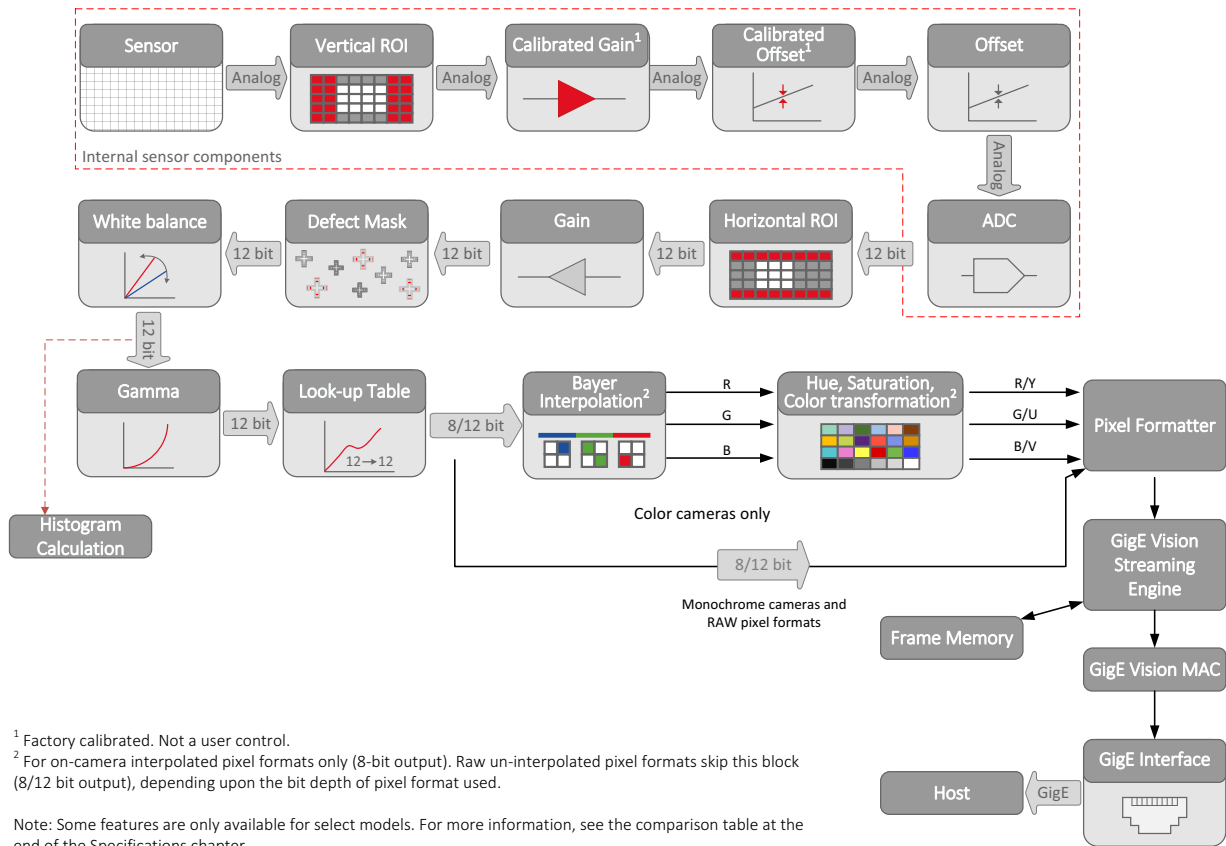 Sensor
Analog
Vertical ROI
Analog
Calibrated Gain1
Analog
Calibrated
Offset1
Analog
Offset
Internal sensor components
Analog
White balance
12 bit
Defect Mask
12 bit
Gain
12 bit
Horizontal ROI
12 bit
ADC
12 bit
Gamma
12 bit
Look-up Table
12→12
8/12 bit
Bayer
Interpolation2
R
G
B
Hue, Saturation,
Color transformation2
R/Y
G/U
B/V
Pixel Formatter
Histogram
Calculation
Color cameras only
8/12 bit
Monochrome cameras and
RAW pixel formats
GigE Vision
Streaming
Engine
Frame Memory
GigE Vision MAC
GigE Interface
GigE
Host
1 Factory calibrated. Not a user control.
2 For on-camera interpolated pixel formats only (8-bit output). Raw un-interpolated pixel formats skip this block
(8/12 bit output), depending upon the bit depth of pixel format used.
Note: Some features are only available for select models. For more information, see the comparison table at the
end of the Specifications chapter